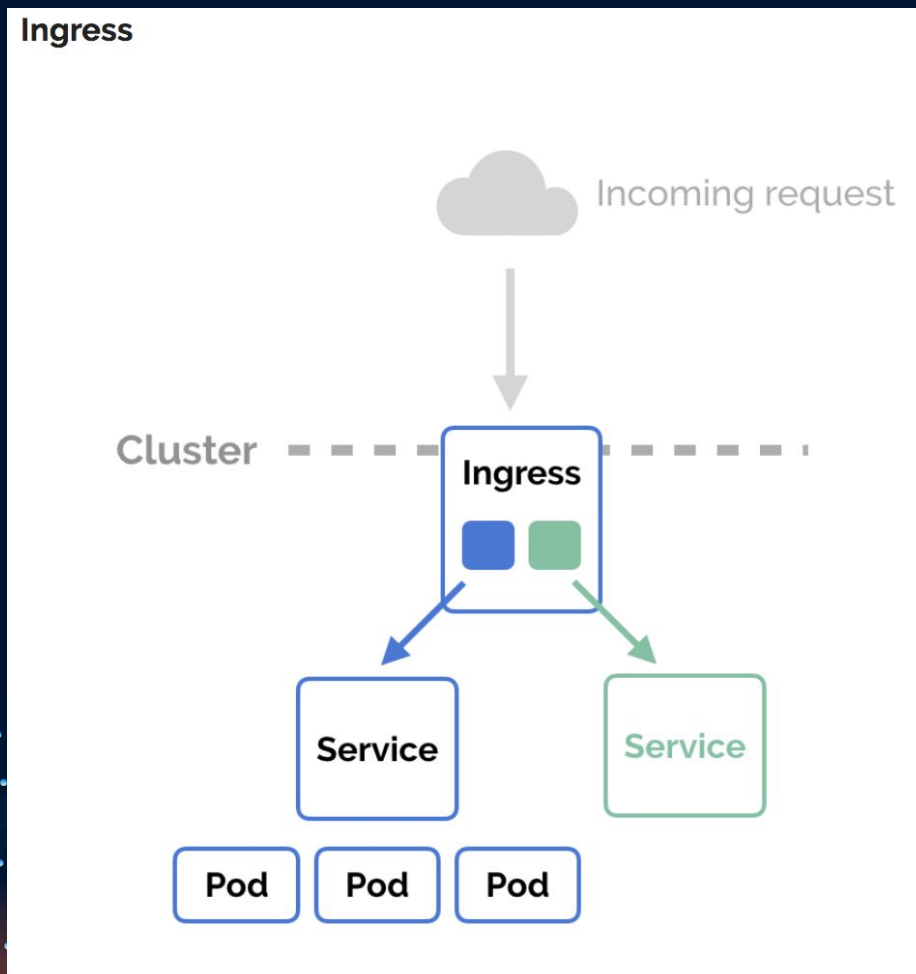 Ingress
Incoming request
Cluster
Ingress
Service
Service
Pod
Pod
Pod